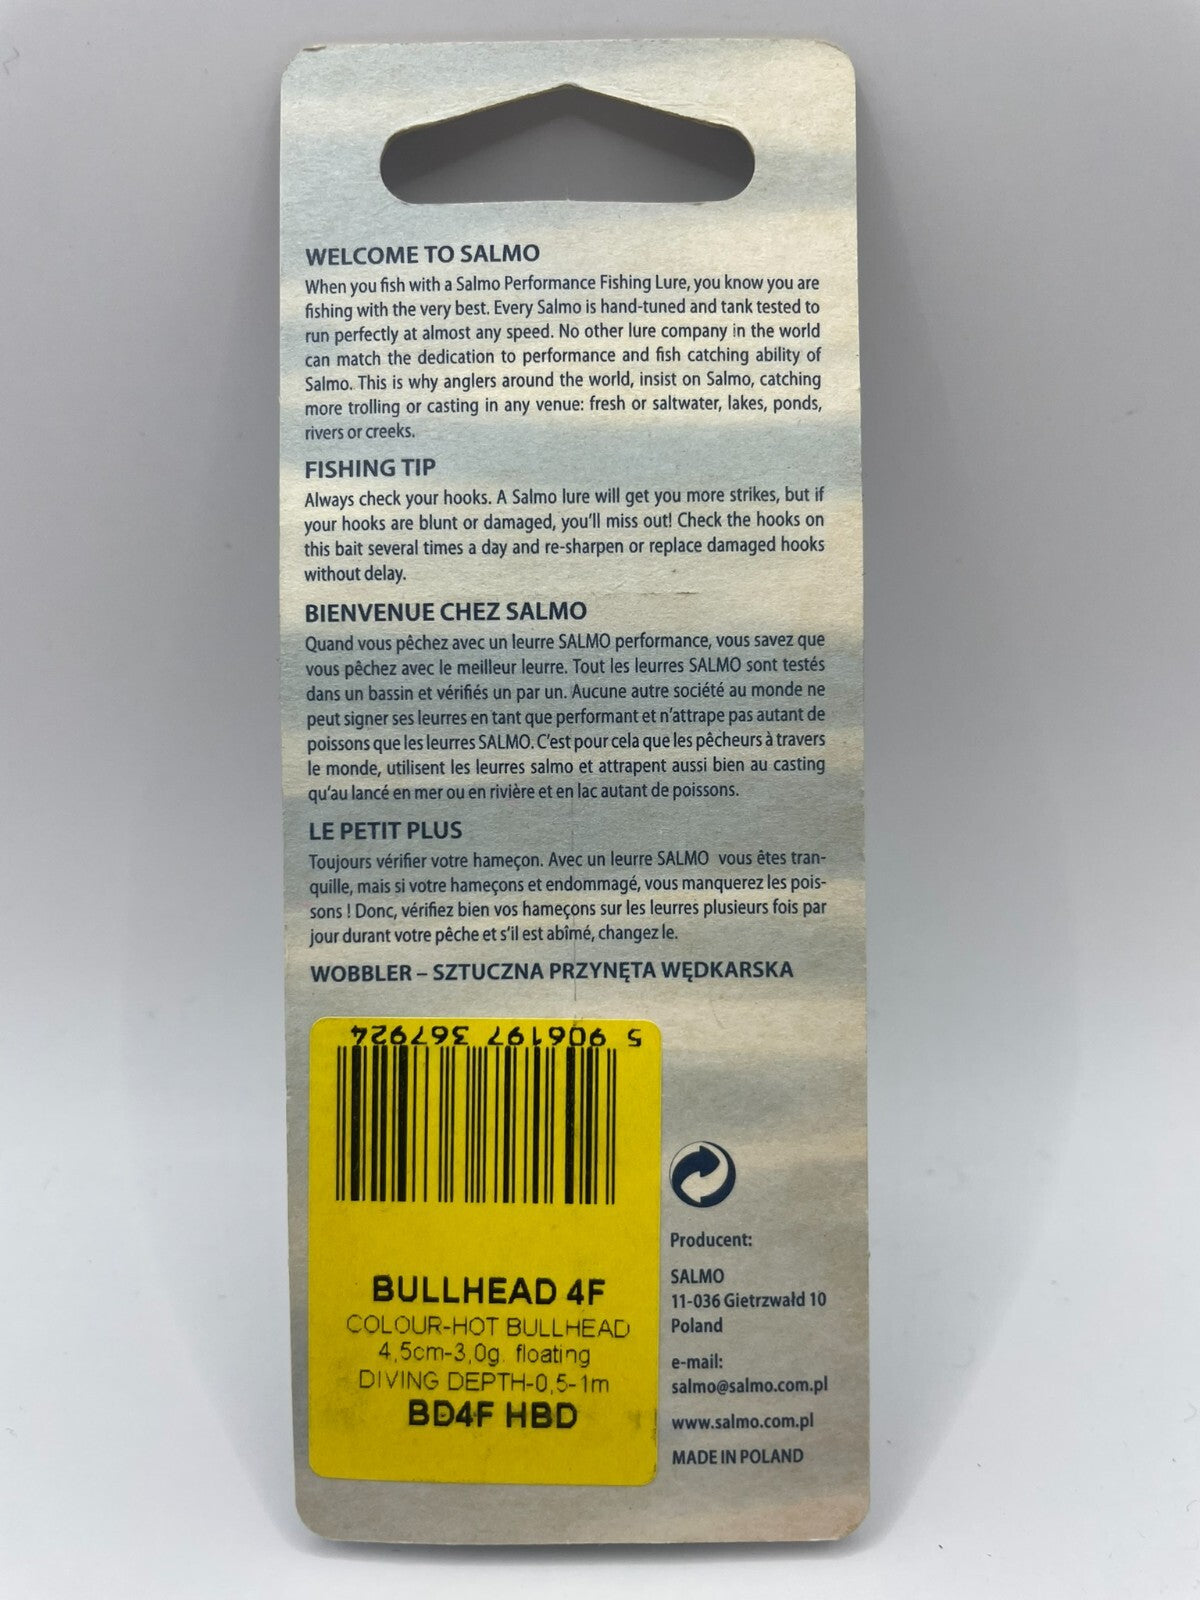 WELCOME TO SALMO
When you fish with a Salmo Performance Fishing Lure, you know you are
fishing with the very best. Every Salmo is hand-tuned and tank tested to
run perfectly at almost any speed. No other lure company in the world
can match the dedication to performance and fish catching ability of
Salmo. This is why anglers around the world, insist on Salmo, catching
more trolling or casting in any venue: fresh or saltwater, lakes, ponds,
rivers or creeks.
FISHING TIP
Always check your hooks. A Salmo lure will get you more strikes, but if
your hooks are blunt or damaged, you'll miss out! Check the hooks on
this bait several times a day and re-sharpen or replace damaged hooks
without delay.
BIENVENUE CHEZ SALMO
Quand vous pêchez avec un leurre SALMO performance, vous savez que
vous pêchez avec le meilleur leurre. Tout les leurres SALMO sont testés
dans un bassin et vérifiés un par un. Aucune autre société au monde ne
peut signer ses leurres en tant que performant et n'attrape pas autant de
poissons que les leurres SALMO. C'est pour cela que les pêcheurs à travers
le monde, utilisent les leurres salmo et attrapent aussi bien au casting
qu'au lancé en mer ou en rivière et en lac autant de poissons.
LE PETIT PLUS
Toujours vérifier votre hameçon. Avec un leurre SALMO vous êtes tran-
quille, mais si votre hameçons et endommagé, vous manquerez les pois-
sons ! Donc, vérifiez bien vos hameçons sur les leurres plusieurs fois par
jour durant votre pêche et s'il est abîmé, changez le.
WOBBLER – SZTUCZNA PRZYNĘTA WĘDKARSKA
5 906197 367924
BULLHEAD 4F
COLOUR-HOT BULLHEAD
4,5cm-3,0g. floating
DIVING DEPTH-0,5-1m
BD4F HBD
Producent:
SALMO
11-036 Gietrzwałd 10
Poland
e-mail:
salmo@salmo.com.pl
www.salmo.com.pl
MADE IN POLAND